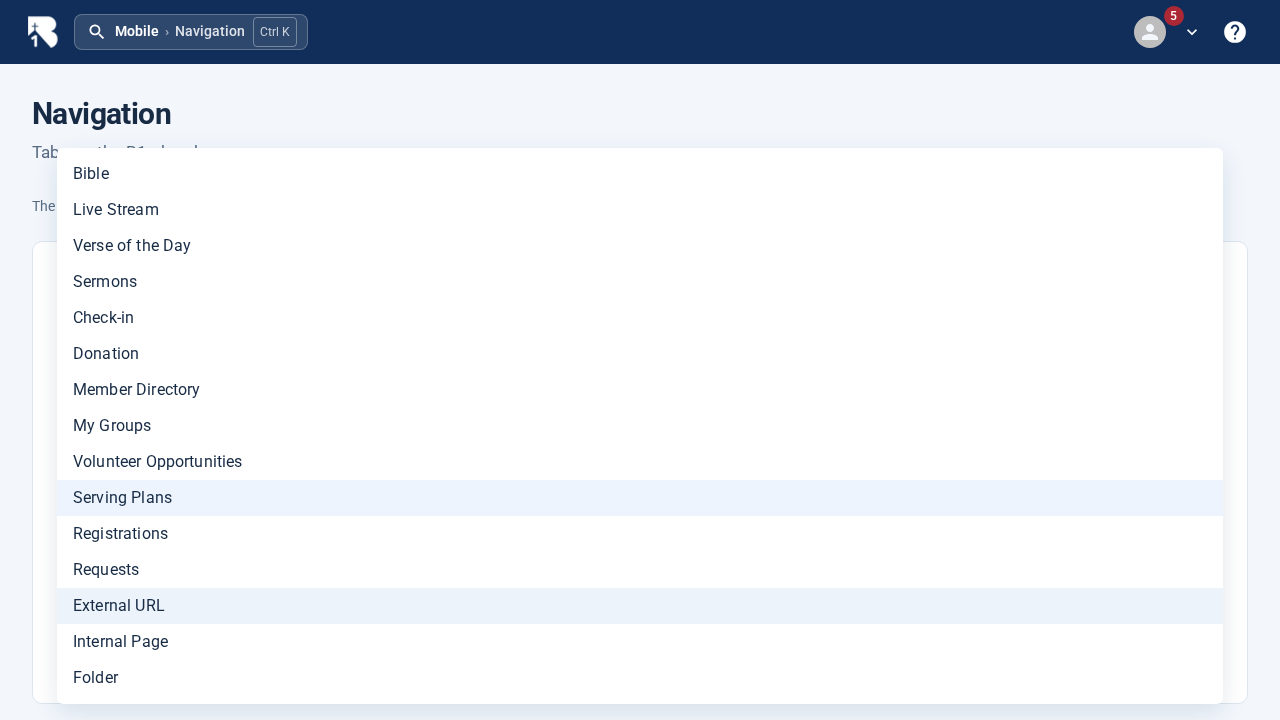 Mobile › Navigation Ctrl K
5
Navigation
The
Bible
Live Stream
Verse of the Day
Sermons
Check-in
Donation
Member Directory
My Groups
Volunteer Opportunities
Serving Plans
Registrations
Requests
External URL
Internal Page
Folder